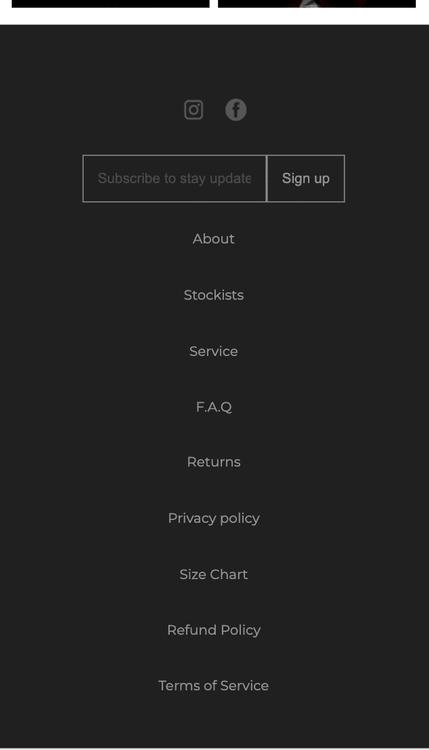 Subscribe to stay update
Sign up
About
Stockists
Service
F.A.Q
Returns
Privacy policy
Size Chart
Refund Policy
Terms of Service